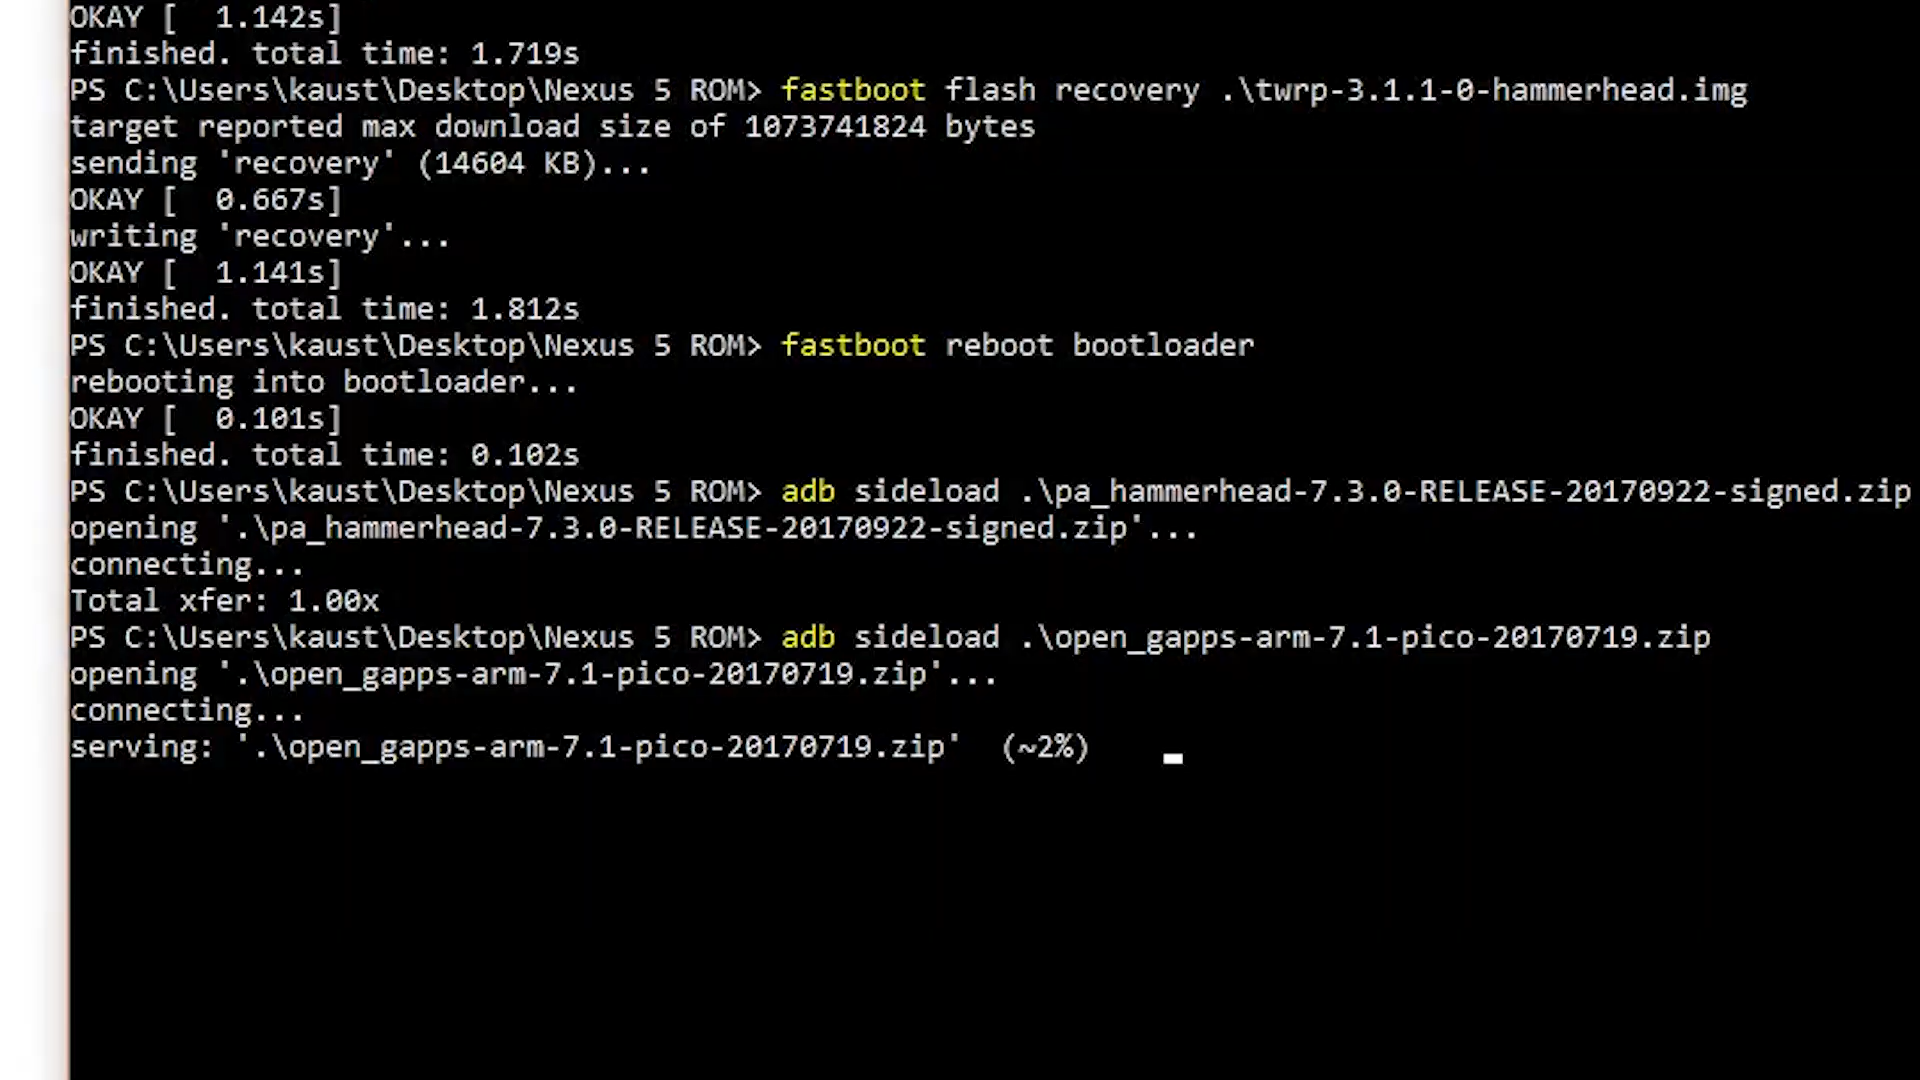 OKAY [  1.142s]
finished. total time: 1.719s
PS C:\Users\kaust\Desktop\Nexus 5 ROM> fastboot flash recovery .\twrp-3.1.1-0-hammerhead.img
target reported max download size of 1073741824 bytes
sending 'recovery' (14604 KB)...
OKAY [  0.667s]
writing 'recovery'...
OKAY [  1.141s]
finished. total time: 1.812s
PS C:\Users\kaust\Desktop\Nexus 5 ROM> fastboot reboot bootloader
rebooting into bootloader...
OKAY [  0.101s]
finished. total time: 0.102s
PS C:\Users\kaust\Desktop\Nexus 5 ROM> adb sideload .\pa_hammerhead-7.3.0-RELEASE-20170922-signed.zip
opening '.\pa_hammerhead-7.3.0-RELEASE-20170922-signed.zip'...
connecting...
Total xfer: 1.00x
PS C:\Users\kaust\Desktop\Nexus 5 ROM> adb sideload .\open_gapps-arm-7.1-pico-20170719.zip
opening '.\open_gapps-arm-7.1-pico-20170719.zip'...
connecting...
serving: '.\open_gapps-arm-7.1-pico-20170719.zip'  (~2%)